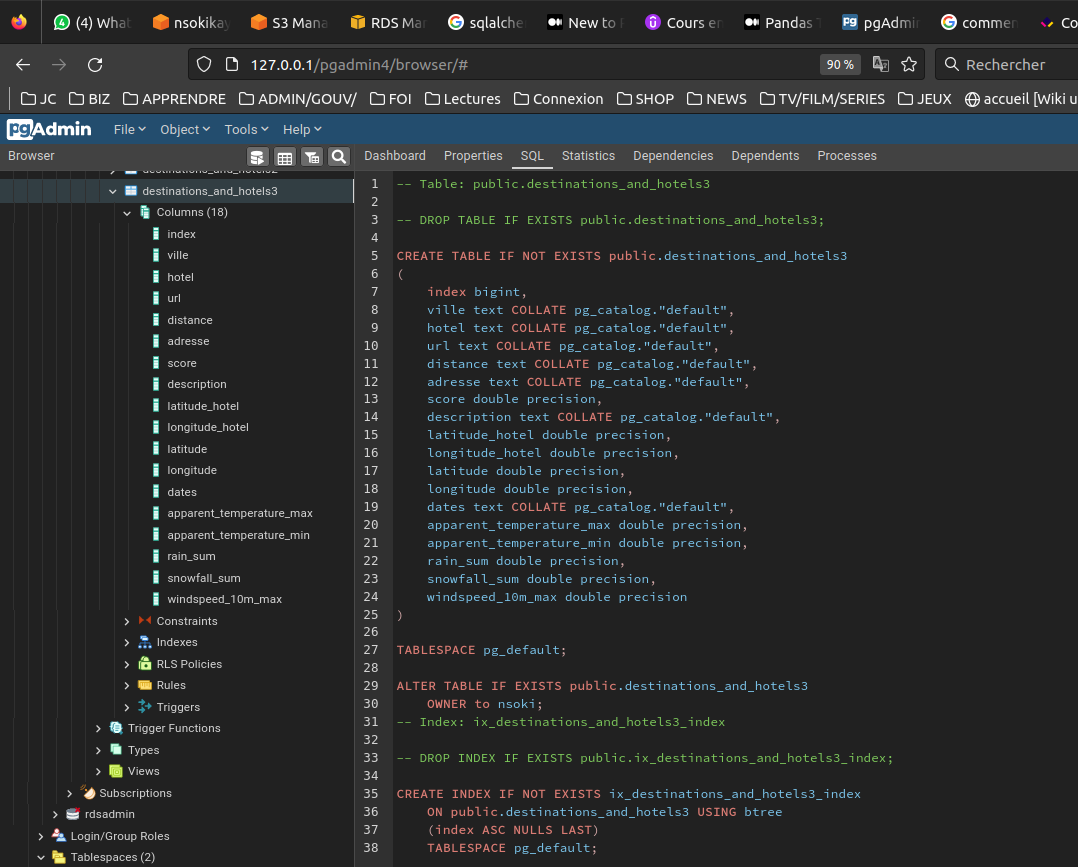 (4) What
nsokikay
S3 Mana
RDS Mar
sqlalche
New to
Cours en
Pandas
pgAdmi
commen
Co
127.0.0.1/pgadmin4/browser/#
90 %
Rechercher
JC
BIZ
APPRENDRE
ADMIN/GOUV/
FOI
Lectures
Connexion
SHOP
NEWS
TV/FILM/SERIES
JEUX
accueil [Wiki u
pgAdmin
File
Object
Tools
Help
Browser
Dashboard
Properties
SQL
Statistics
Dependencies
Dependents
Processes
destinations_and_hotels2
destinations_and_hotels3
Columns (18)
index
ville
hotel
url
distance
adresse
score
description
latitude_hotel
longitude_hotel
latitude
longitude
dates
apparent_temperature_max
apparent_temperature_min
rain_sum
snowfall_sum
windspeed_10m_max
Constraints
Indexes
RLS Policies
Rules
Triggers
Trigger Functions
Types
Views
Subscriptions
rdsadmin
Login/Group Roles
Tablespaces (2)
1 -- Table: public.destinations_and_hotels3
2
3 -- DROP TABLE IF EXISTS public.destinations_and_hotels3;
4
5 CREATE TABLE IF NOT EXISTS public.destinations_and_hotels3
6 (
7 index bigint,
8 ville text COLLATE pg_catalog."default",
9 hotel text COLLATE pg_catalog."default",
10 url text COLLATE pg_catalog."default",
11 distance text COLLATE pg_catalog."default",
12 adresse text COLLATE pg_catalog."default",
13 score double precision,
14 description text COLLATE pg_catalog."default",
15 latitude_hotel double precision,
16 longitude_hotel double precision,
17 latitude double precision,
18 longitude double precision,
19 dates text COLLATE pg_catalog."default",
20 apparent_temperature_max double precision,
21 apparent_temperature_min double precision,
22 rain_sum double precision,
23 snowfall_sum double precision,
24 windspeed_10m_max double precision
25 )
26
27 TABLESPACE pg_default;
28
29 ALTER TABLE IF EXISTS public.destinations_and_hotels3
30 OWNER to nsoki;
31 -- Index: ix_destinations_and_hotels3_index
32
33 -- DROP INDEX IF EXISTS public.ix_destinations_and_hotels3_index;
34
35 CREATE INDEX IF NOT EXISTS ix_destinations_and_hotels3_index
36 ON public.destinations_and_hotels3 USING btree
37 (index ASC NULLS LAST)
38 TABLESPACE pg_default;